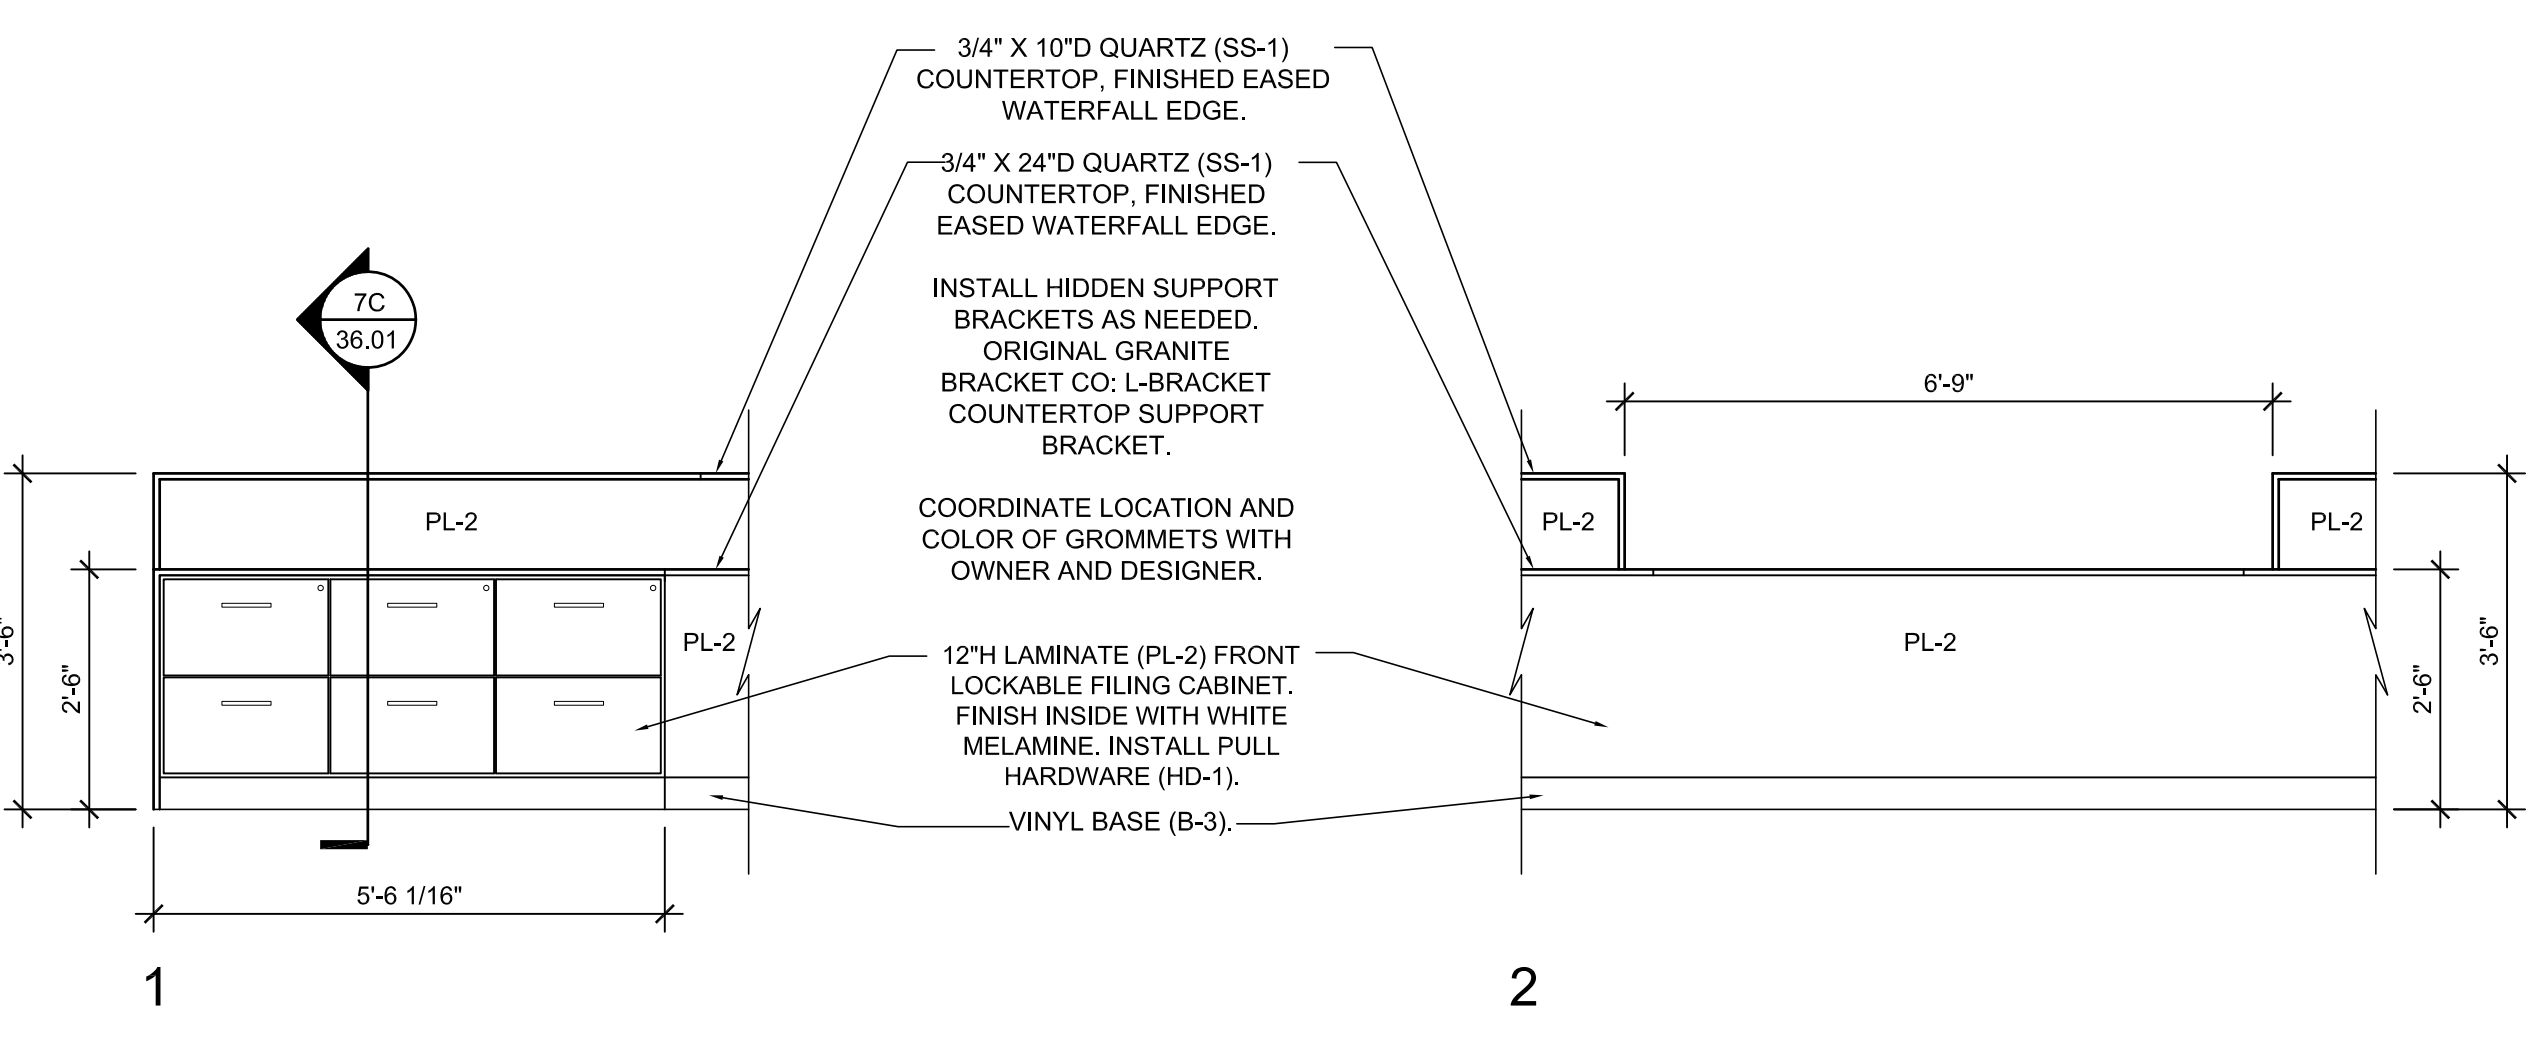 3/4" X 10"D QUARTZ (SS-1)
COUNTERTOP, FINISHED EASED
WATERFALL EDGE.
3/4" X 24"D QUARTZ (SS-1)
COUNTERTOP, FINISHED
EASED WATERFALL EDGE.
INSTALL HIDDEN SUPPORT
BRACKETS AS NEEDED.
ORIGINAL GRANITE
BRACKET CO: L-BRACKET
COUNTERTOP SUPPORT
BRACKET.
COORDINATE LOCATION AND
COLOR OF GROMMETS WITH
OWNER AND DESIGNER.
12"H LAMINATE (PL-2) FRONT
LOCKABLE FILING CABINET.
FINISH INSIDE WITH WHITE
MELAMINE. INSTALL PULL
HARDWARE (HD-1).
VINYL BASE (B-3).
7C
36.01
3'-6"
2'-6"
PL-2
PL-2
5'-6 1/16"
1
6'-9"
PL-2
PL-2
PL-2
2'-6"
3'-6"
2